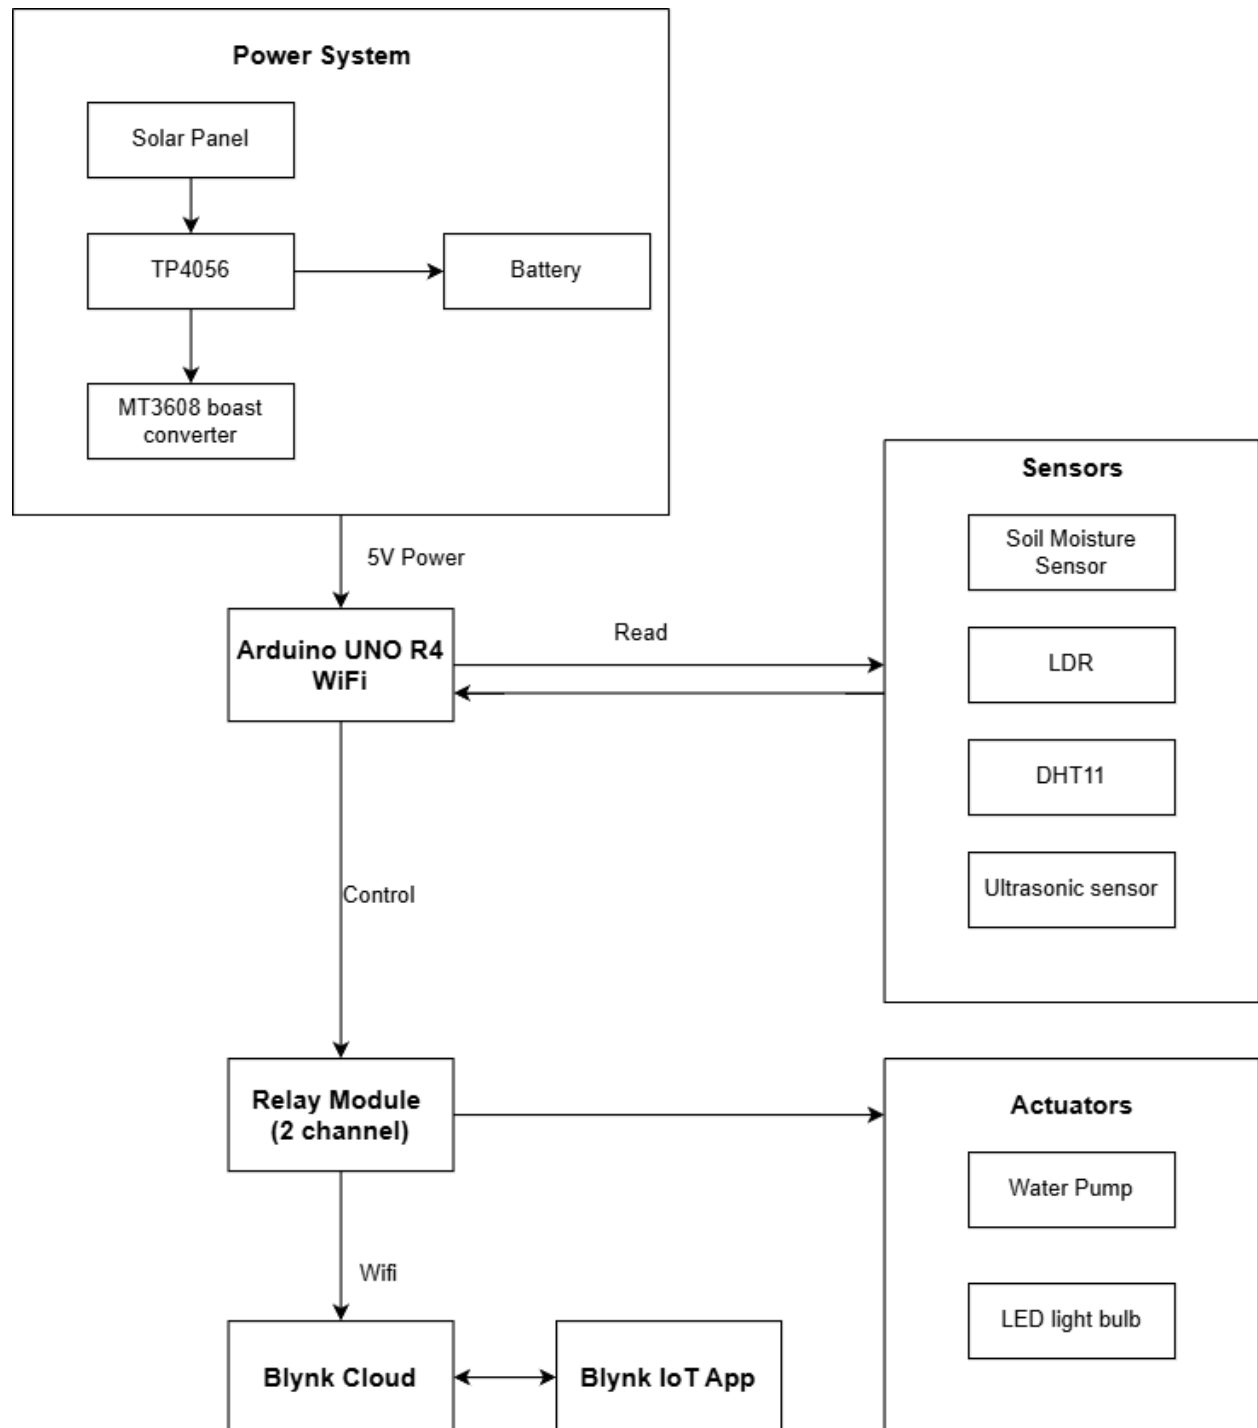 Power System
Solar Panel
TP4056
Battery
MT3608 boast
converter
5V Power
Arduino UNO R4
WiFi
Read
Sensors
Soil Moisture
Sensor
LDR
DHT11
Ultrasonic sensor
Control
Relay Module
(2 channel)
Actuators
Water Pump
LED light bulb
Wifi
Blynk Cloud
Blynk IoT App